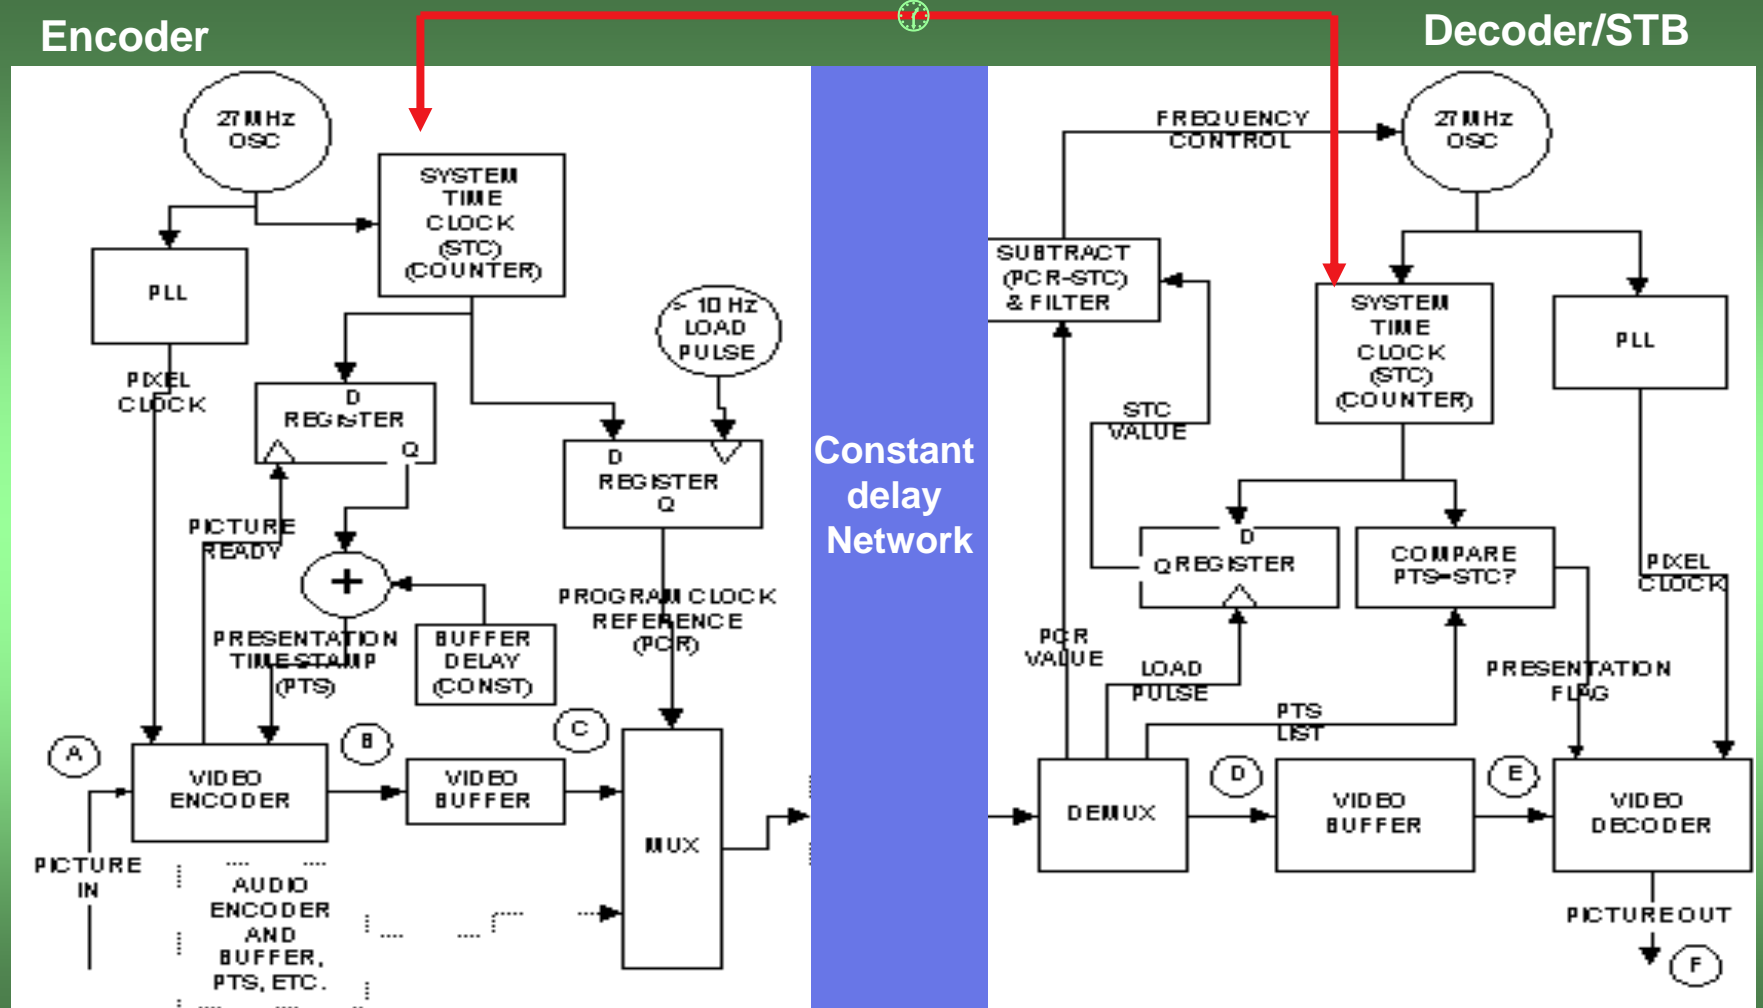 Encoder
Decoder/STB
27 MHz
OSC
SYSTEM
TIME
CLOCK
(STC)
(COUNTER)
PLL
> 10 Hz
LOAD
PULSE
PIXEL
CLOCK
D
REGISTER
Q
D
REGISTER
Q
PICTURE
READY
+
PROGRAM CLOCK
REFERENCE
(PCR)
PRESENTATION
TIME STAMP
(PTS)
BUFFER
DELAY
(CONST)
A
B
C
VIDEO
ENCODER
VIDEO
BUFFER
MUX
PICTURE
IN
AUDIO
ENCODER
AND
BUFFER,
PTS, ETC.
Constant
delay
Network
FREQUENCY
CONTROL
27 MHz
OSC
SUBTRACT
(PCR-STC)
& FILTER
SYSTEM
TIME
CLOCK
(STC)
(COUNTER)
PLL
STC
VALUE
D
Q REGISTER
COMPARE
PTS=STC?
PIXEL
CLOCK
PCR
VALUE
LOAD
PULSE
PRESENTATION
FLAG
PTS
LIST
D
E
DEMUX
VIDEO
BUFFER
VIDEO
DECODER
PICTURE OUT
F